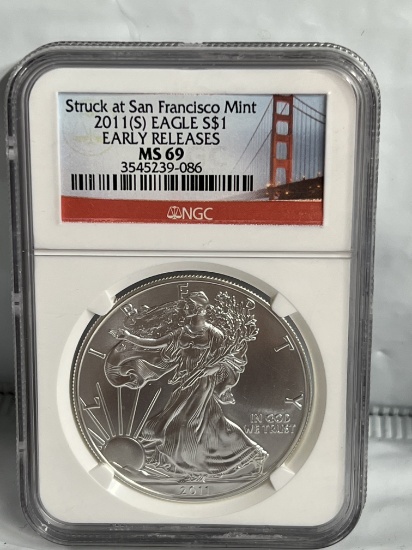 Struck at San Francisco Mint
2011(S) EAGLE S$1
EARLY RELEASES
MS 69
3545239-086
NGC
LIBERTY
IN GOD
WE TRUST
2011